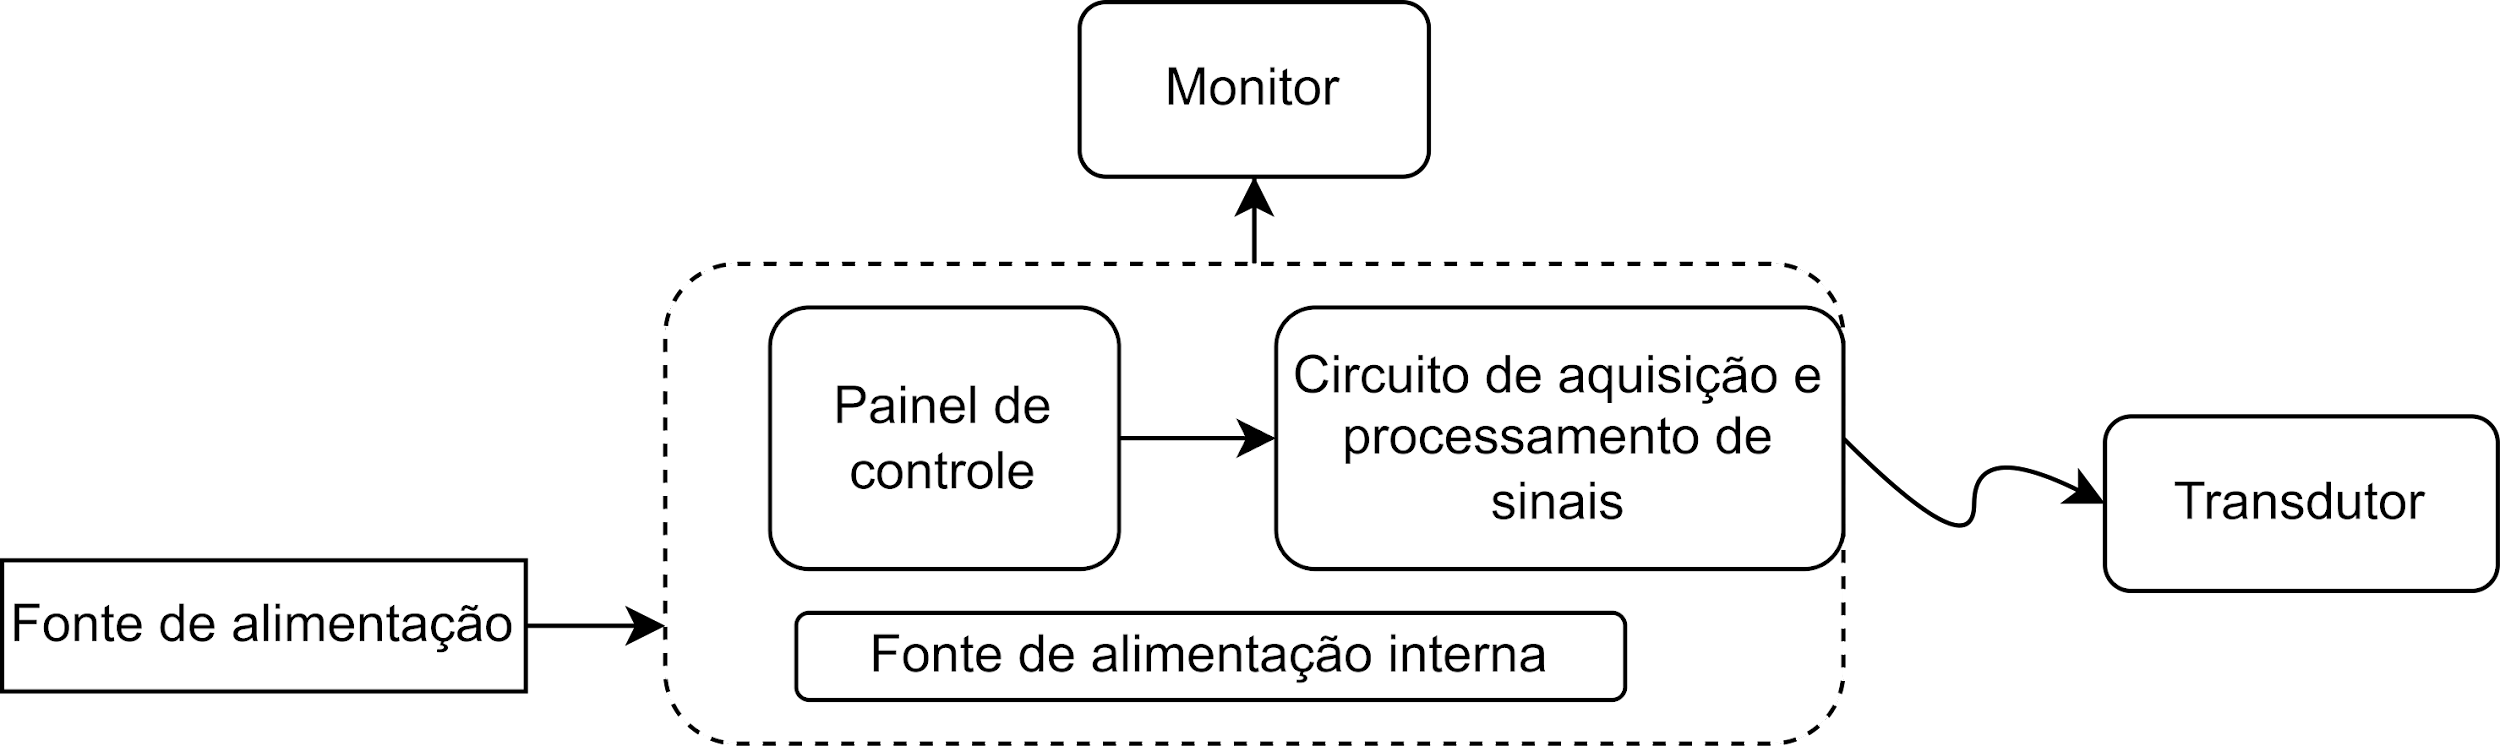 Monitor
Painel de
controle
Circuito de aquisição e
processamento de
sinais
Transdutor
Fonte de alimentação
Fonte de alimentação interna